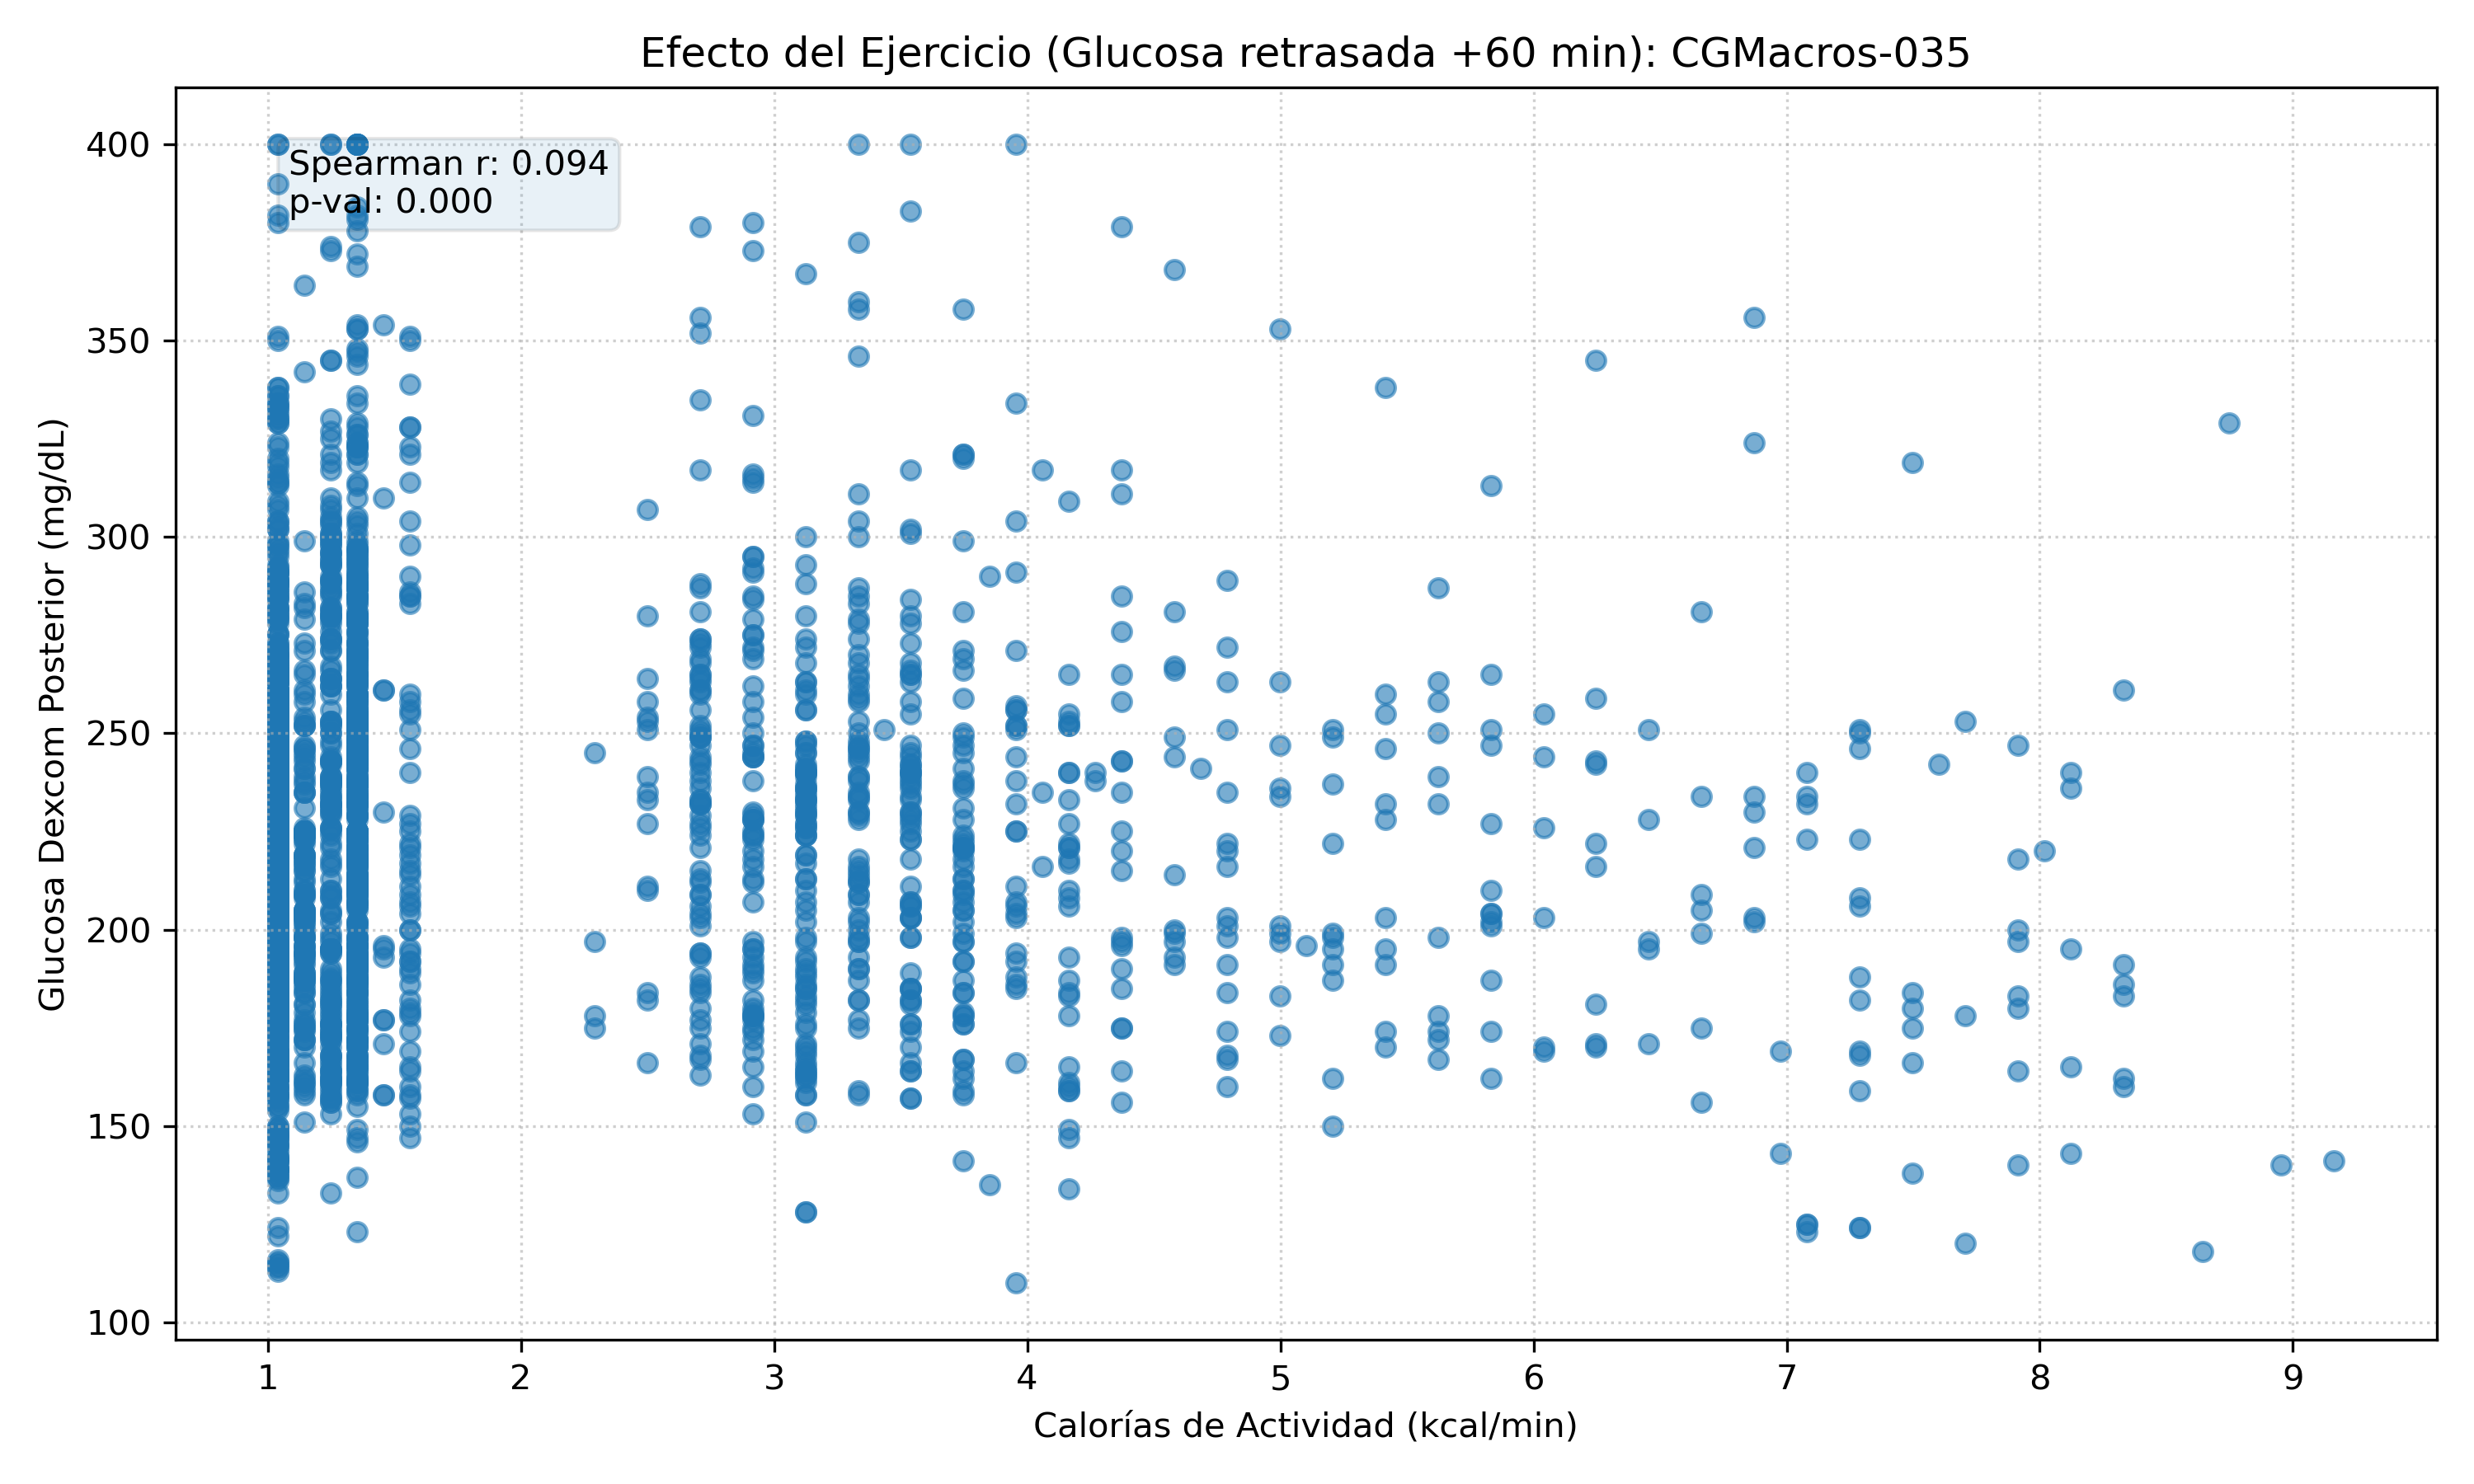 Efecto del Ejercicio (Glucosa retrasada +60 min): CGMacros-035
Glucosa Dexcom Posterior (mg/dL)
400
350
300
250
200
150
100
Spearman r: 0.094
p-val: 0.000
1 2 3 4 5 6 7 8 9
Calorías de Actividad (kcal/min)